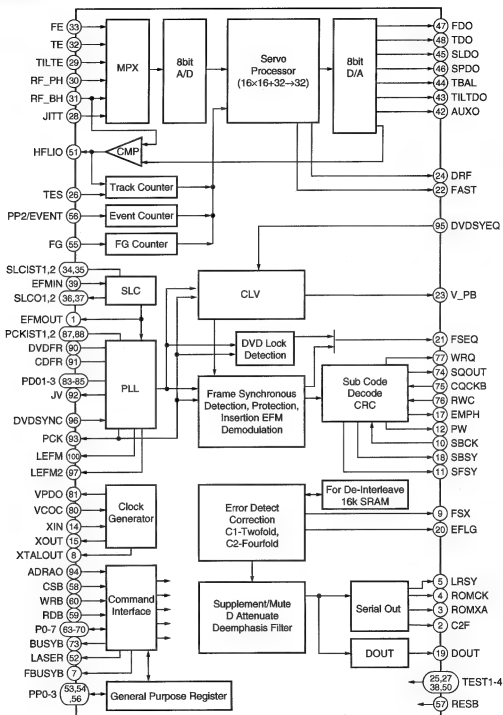 FE 33
TE 32
TILTE 29
RF_PH 30
RF_BH 31
JITT 28
HFLIO 51
TES 26
PP2/EVENT 56
FG 55
SLCIST1,2 34,35
EFMIN 39
SLCO1,2 36,37
EFMOUT 1
PCKIST1,2 87,88
DVDFR 90
CDFR 91
PD01-3 83-85
JV 92
DVDSYNC 96
PCK 93
LEFM 100
LEFM2 97
VPDO 81
VCOC 80
XIN 14
XOUT 15
XTALOUT 8
ADRAO 94
CSB 58
WRB 60
RDB 59
P0-7 63-70
BUSYB 73
LASER 52
FBUSYB 7
PP0-3 53,54
,56
MPX
8bit
A/D
Servo
Processor
(16×16+32→32)
8bit
D/A
CMP
Track Counter
Event Counter
FG Counter
SLC
PLL
CLV
DVD Lock
Detection
Frame Synchronous
Detection, Protection,
Insertion EFM
Demodulation
Sub Code
Decode
CRC
Clock
Generator
Error Detect
Correction
C1-Twofold,
C2-Fourfold
For De-Interleave
16k SRAM
Command
Interface
Supplement/Mute
D Attenuate
Deemphasis Filter
Serial Out
DOUT
General Purpose Register
47 FDO
48 TDO
45 SLDO
46 SPDO
44 TBAL
43 TILTDO
42 AUXO
24 DRF
22 FAST
95 DVDSYEQ
23 V_PB
21 FSEQ
77 WRQ
74 SQOUT
75 CQCKB
76 RWC
17 EMPH
12 PW
10 SBCK
18 SBSY
11 SFSY
9 FSX
20 EFLG
5 LRSY
4 ROMCK
3 ROMXA
2 C2F
19 DOUT
25,27
38,50 TEST1-4
57 RESB